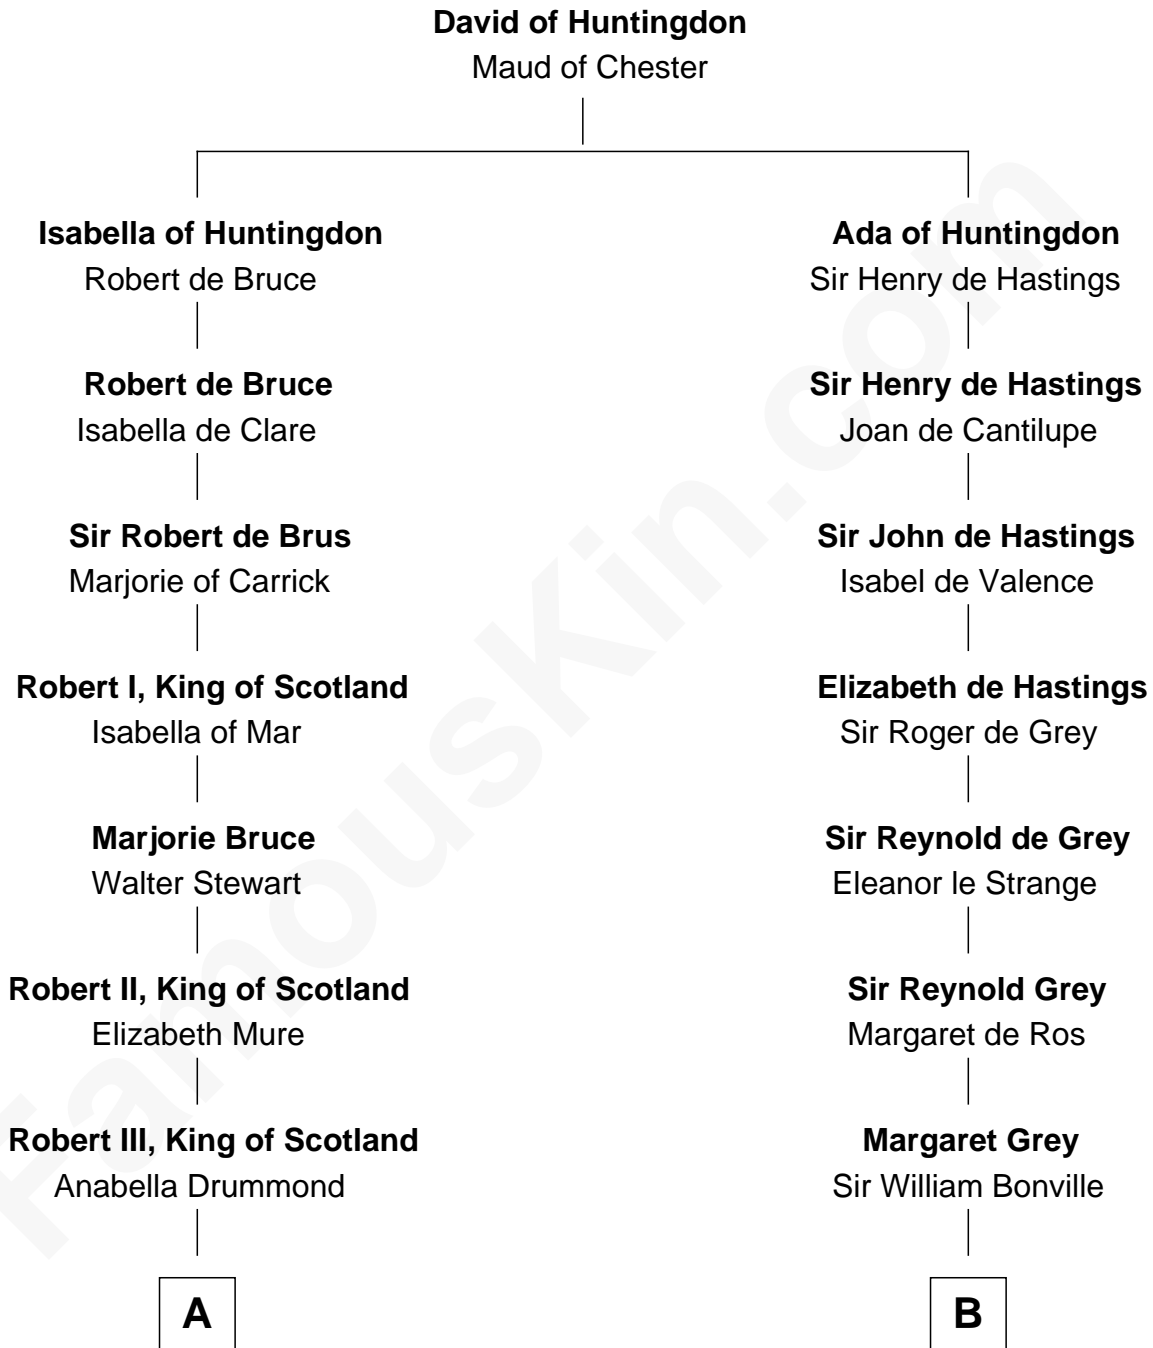 David of Huntingdon
Maud of Chester
Isabella of Huntingdon
Robert de Bruce
Robert de Bruce
Isabella de Clare
Sir Robert de Brus
Marjorie of Carrick
Robert I, King of Scotland
Isabella of Mar
Marjorie Bruce
Walter Stewart
Robert II, King of Scotland
Elizabeth Mure
Robert III, King of Scotland
Anabella Drummond
A
Ada of Huntingdon
Sir Henry de Hastings
Sir Henry de Hastings
Joan de Cantilupe
Sir John de Hastings
Isabel de Valence
Elizabeth de Hastings
Sir Roger de Grey
Sir Reynold de Grey
Eleanor le Strange
Sir Reynold Grey
Margaret de Ros
Margaret Grey
Sir William Bonville
B
FamousKin.com